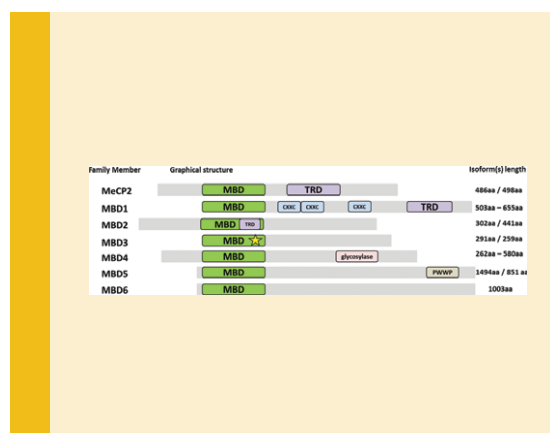 Family Member Graphical structure Isoform(s) length
MeCP2 MBD TRD 486aa / 498aa
MBD1 MBD CXXC CXXC CXXC TRD 503aa – 655aa
MBD2 MBD TRD 302aa / 441aa
MBD3 MBD 291aa / 259aa
MBD4 MBD glycosylase 262aa – 580aa
MBD5 MBD PWWP 1494aa / 851 aa
MBD6 MBD 1003aa